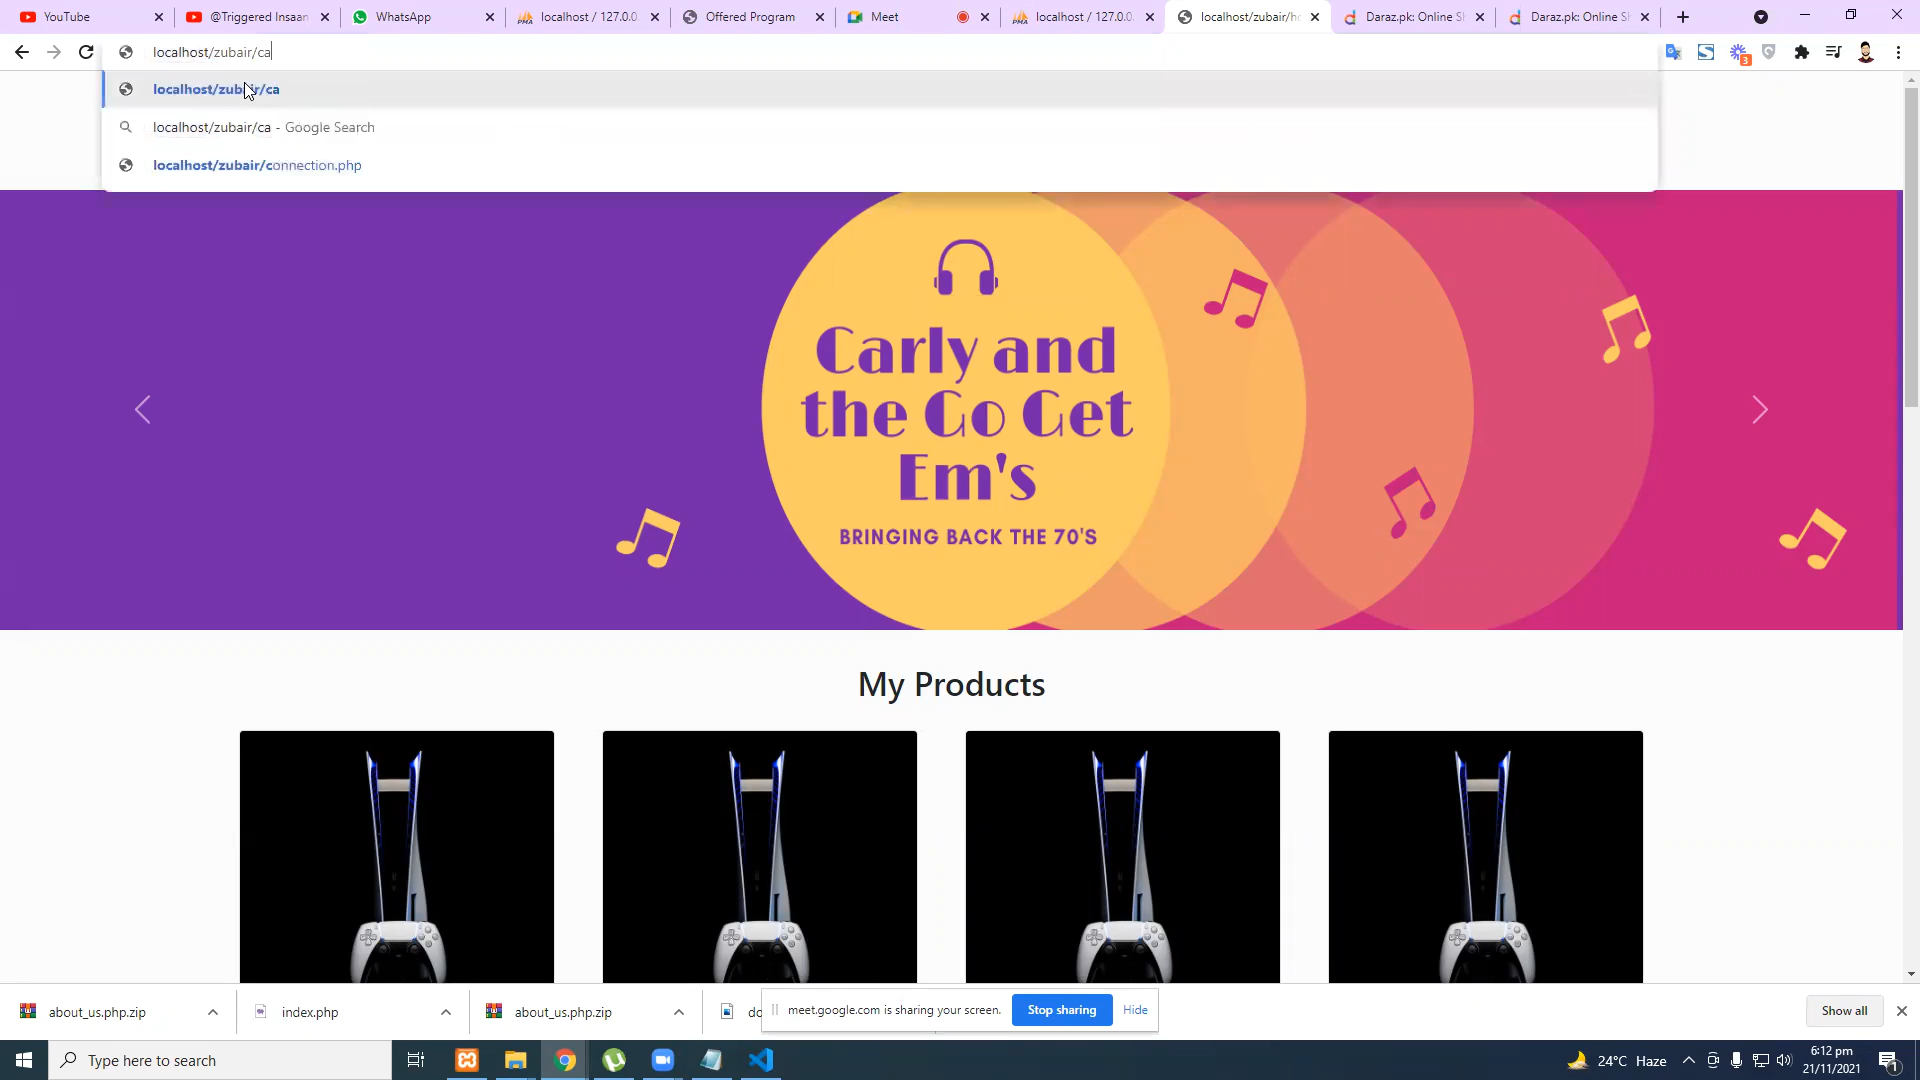 YouTube
@Triggered Insaan
WhatsApp
localhost / 127.0.0
Offered Program
Meet
localhost / 127.0.0.
localhost/zubair/ho
Daraz.pk: Online Sh
Daraz.pk: Online Sh
localhost/zubair/ca
3
localhost/zubair/ca
localhost/zubair/ca - Google Search
localhost/zubair/connection.php
Carly and
the Go Get
Em's
BRINGING BACK THE 70'S
My Products
about_us.php.zip
index.php
about_us.php.zip
do
meet.google.com is sharing your screen.
Stop sharing
Hide
Show all
Type here to search
24°C Haze
6:12 pm
21/11/2021
1